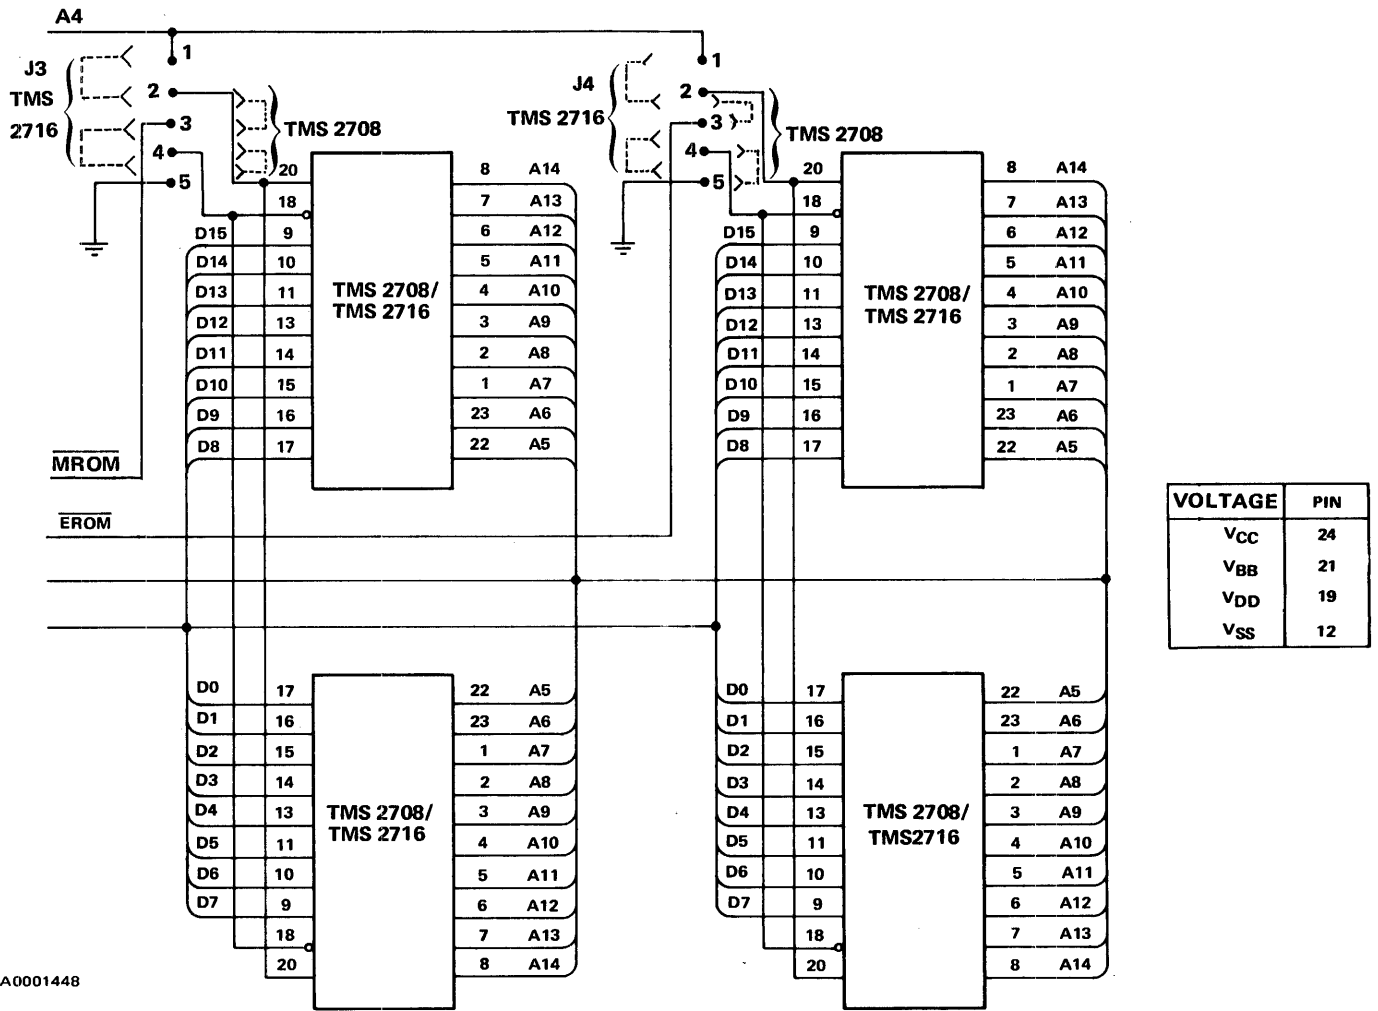 A4
J3
TMS
2716
1
2
3
4
5
TMS 2708
J4
TMS 2716
1
2
3
4
5
TMS 2708
20
18
D15 9
D14 10
D13 11
D12 13
D11 14
D10 15
D9 16
D8 17
TMS 2708/
TMS 2716
8 A14
7 A13
6 A12
5 A11
4 A10
3 A9
2 A8
1 A7
23 A6
22 A5
20
18
D15 9
D14 10
D13 11
D12 13
D11 14
D10 15
D9 16
D8 17
TMS 2708/
TMS 2716
8 A14
7 A13
6 A12
5 A11
4 A10
3 A9
2 A8
1 A7
23 A6
22 A5
MROM
EROM
VOLTAGE PIN
VCC 24
VBB 21
VDD 19
VSS 12
D0 17
D1 16
D2 15
D3 14
D4 13
D5 11
D6 10
D7 9
18
20
TMS 2708/
TMS 2716
22 A5
23 A6
1 A7
2 A8
3 A9
4 A10
5 A11
6 A12
7 A13
8 A14
D0 17
D1 16
D2 15
D3 14
D4 13
D5 11
D6 10
D7 9
18
20
TMS 2708/
TMS2716
22 A5
23 A6
1 A7
2 A8
3 A9
4 A10
5 A11
6 A12
7 A13
8 A14
A0001448